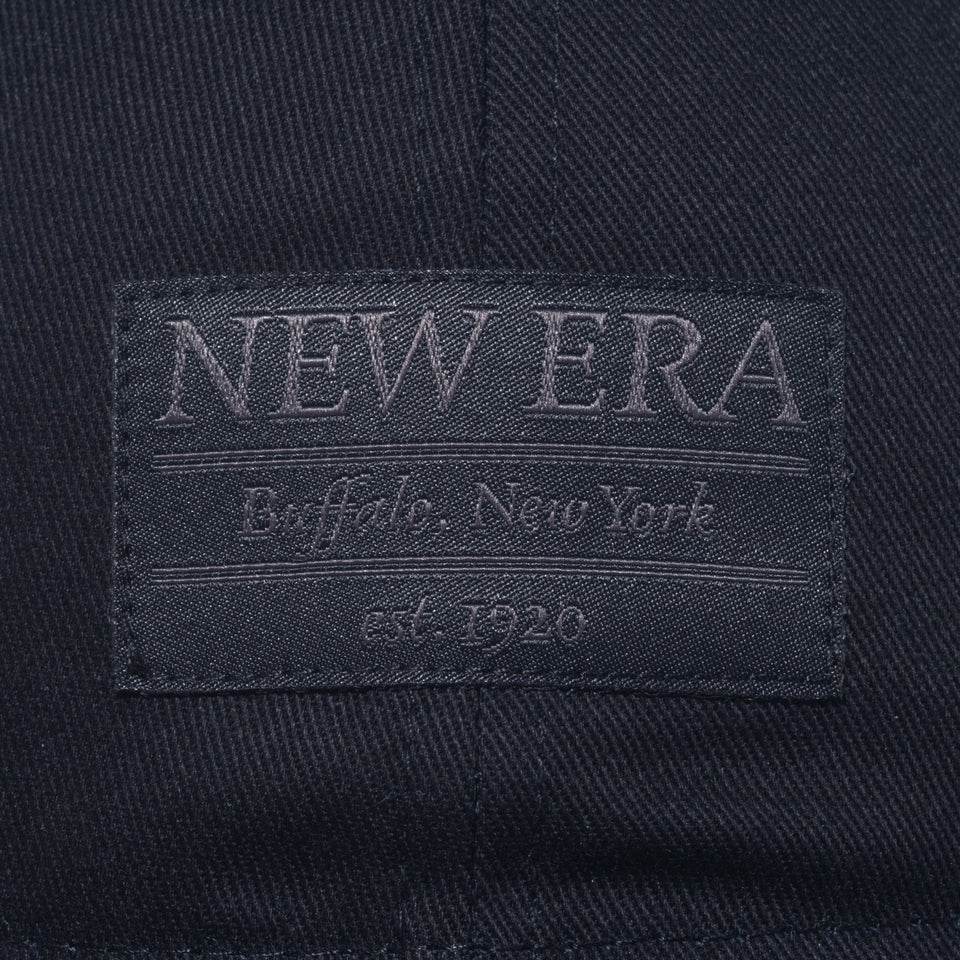 NEW ERA
Buffalo, New York
est. 1920